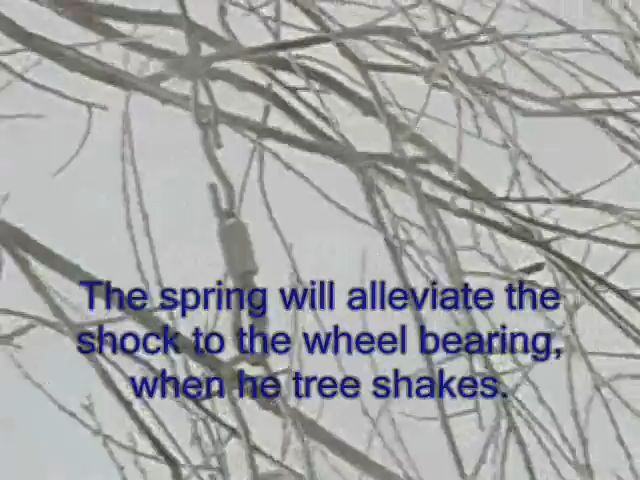 The spring will alleviate the
shock to the wheel bearing,
when he tree shakes.